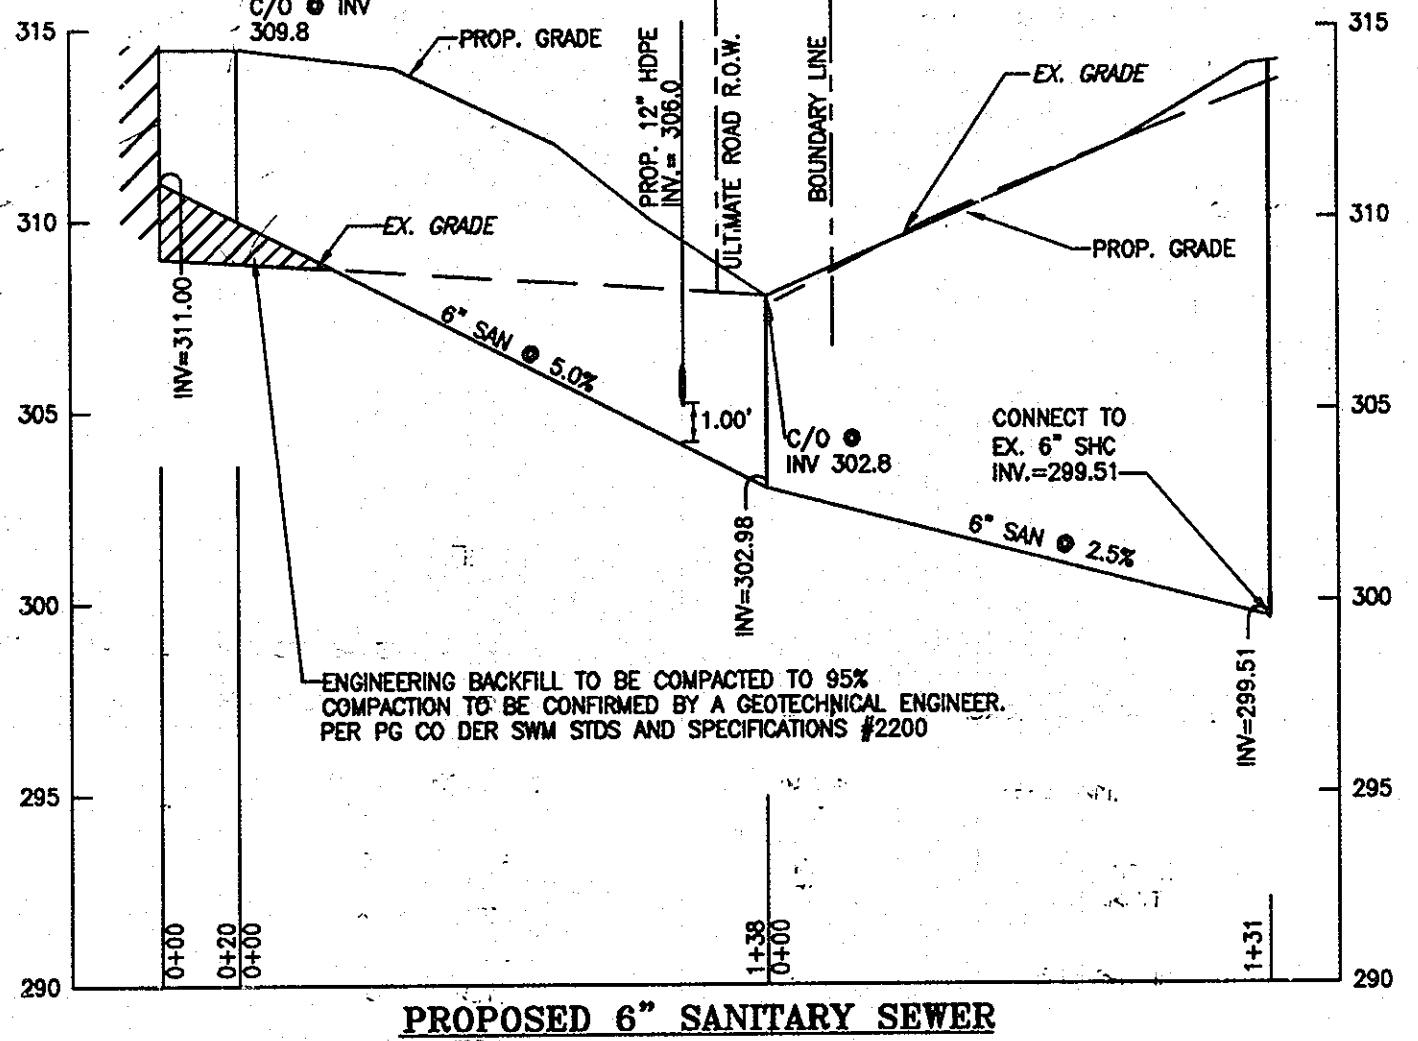 C/O @ INV
309.8
315
315
PROP. GRADE
PROP. 12" HDPE
INV.= 306.0
ULTIMATE ROAD R.O.W.
BOUNDARY LINE
EX. GRADE
310
310
EX. GRADE
PROP. GRADE
INV=311.00
6" SAN @ 5.0%
305
305
1.00'
C/O @
INV 302.8
CONNECT TO
EX. 6" SHC
INV.=299.51
INV=302.98
6" SAN @ 2.5%
300
300
INV=299.51
ENGINEERING BACKFILL TO BE COMPACTED TO 95%
COMPACTION TO BE CONFIRMED BY A GEOTECHNICAL ENGINEER.
PER PG CO DER SWM STDS AND SPECIFICATIONS #2200
295
295
0+00
0+20
0+00
1+38
0+00
1+31
290
290
PROPOSED 6" SANITARY SEWER